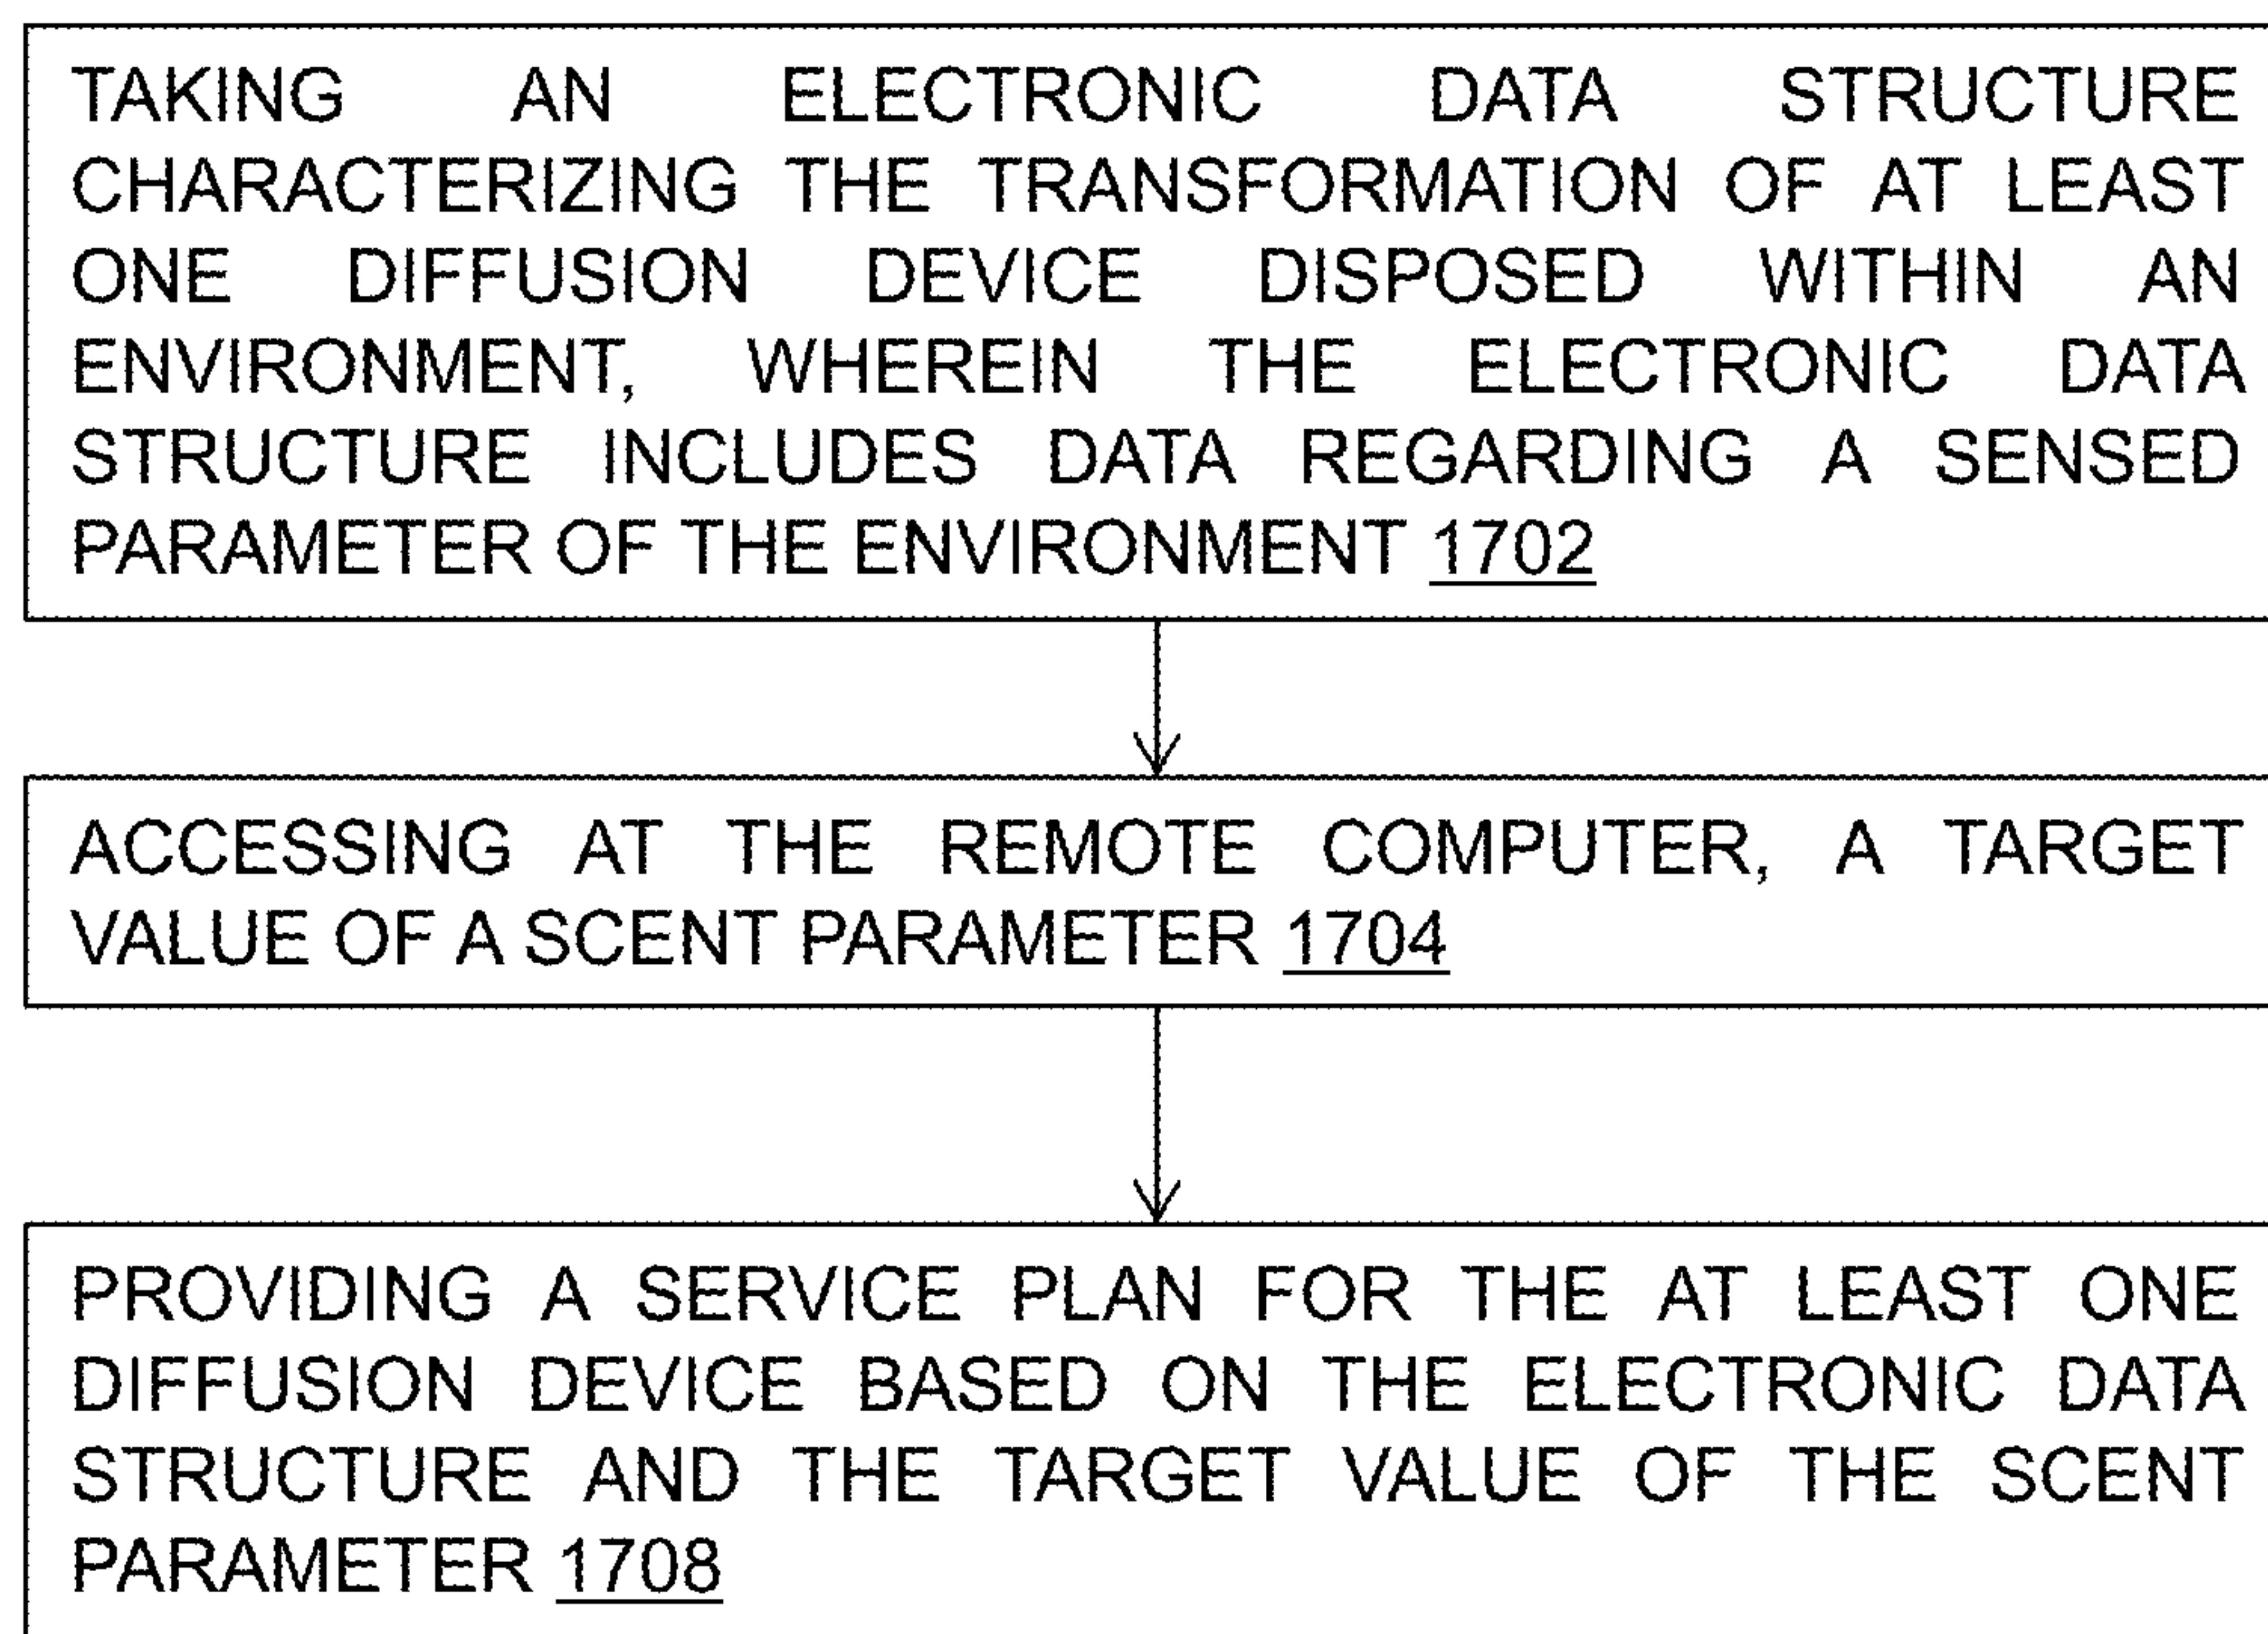 TAKING AN ELECTRONIC DATA STRUCTURE
CHARACTERIZING THE TRANSFORMATION OF AT LEAST
ONE DIFFUSION DEVICE DISPOSED WITHIN AN
ENVIRONMENT, WHEREIN THE ELECTRONIC DATA
STRUCTURE INCLUDES DATA REGARDING A SENSED
PARAMETER OF THE ENVIRONMENT 1702
ACCESSING AT THE REMOTE COMPUTER, A TARGET
VALUE OF A SCENT PARAMETER 1704
PROVIDING A SERVICE PLAN FOR THE AT LEAST ONE
DIFFUSION DEVICE BASED ON THE ELECTRONIC DATA
STRUCTURE AND THE TARGET VALUE OF THE SCENT
PARAMETER 1708